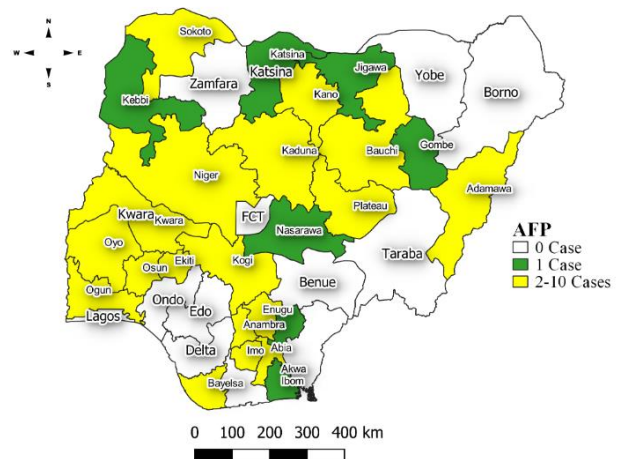 N
W
E
S
Sokoto
Katsina
Katsina
Jigawa
Yobe
Borno
Zamfara
Kebbi
Kano
Gombe
Kaduna
Bauchi
Niger
Adamawa
Plateau
FCT
Kwara
Kwara
Nasarawa
Oyo
Taraba
Osun
Ekiti
Kogi
Benue
Ogun
Ondo
Edo
Lagos
Enugu
Anambra
Delta
Imo
Abia
Akwa
Ibom
Bayelsa
AFP
0 Case
1 Case
2-10 Cases
0 100 200 300 400 km